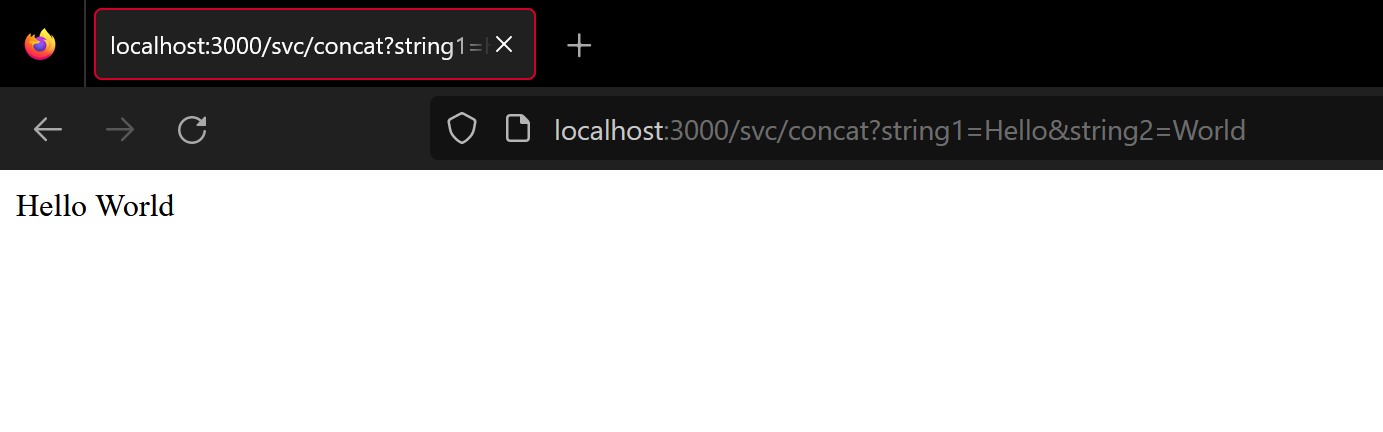 localhost:3000/svc/concat?string1=
localhost:3000/svc/concat?string1=Hello&string2=World
Hello World